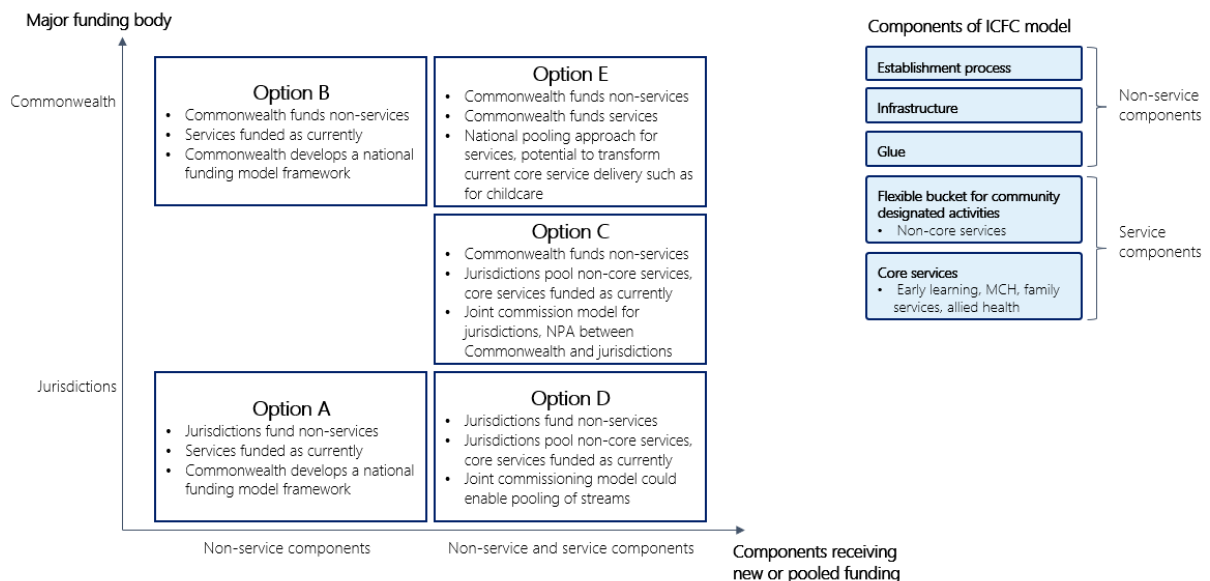 Major funding body
Commonwealth
Jurisdictions
Option B
• Commonwealth funds non-services
• Services funded as currently
• Commonwealth develops a national
funding model framework
Option E
• Commonwealth funds non-services
• Commonwealth funds services
• National pooling approach for
services, potential to transform
current core service delivery such as
for childcare
Option C
• Commonwealth funds non-services
• Jurisdictions pool non-core services,
core services funded as currently
• Joint commission model for
jurisdictions, NPA between
Commonwealth and jurisdictions
Option A
• Jurisdictions fund non-services
• Services funded as currently
• Commonwealth develops a national
funding model framework
Option D
• Jurisdictions fund non-services
• Jurisdictions pool non-core services,
core services funded as currently
• Joint commissioning model could
enable pooling of streams
Non-service components
Non-service and service components
Components receiving
new or pooled funding
Components of ICFC model
Establishment process
Infrastructure
Glue
Non-service
components
Flexible bucket for community
designated activities
• Non-core services
Core services
• Early learning, MCH, family
services, allied health
Service
components